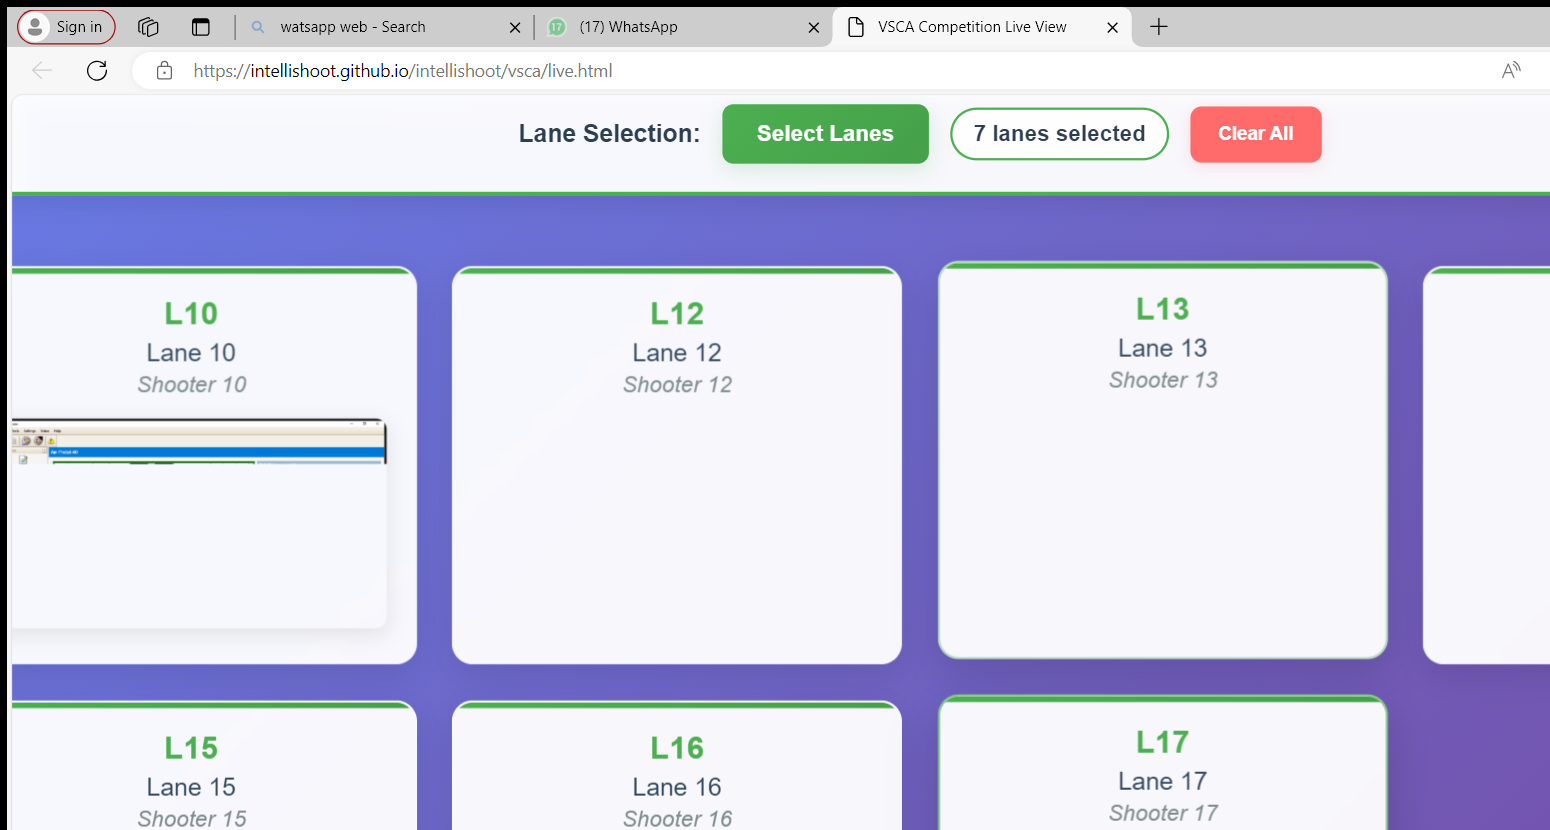 Sign in
watsapp web - Search
17
(17) WhatsApp
VSCA Competition Live View
https://intellishoot.github.io/intellishoot/vsca/live.html
Lane Selection:
Select Lanes
7 lanes selected
Clear All
L10
Lane 10
Shooter 10
L12
Lane 12
Shooter 12
L13
Lane 13
Shooter 13
L15
Lane 15
Shooter 15
L16
Lane 16
Shooter 16
L17
Lane 17
Shooter 17